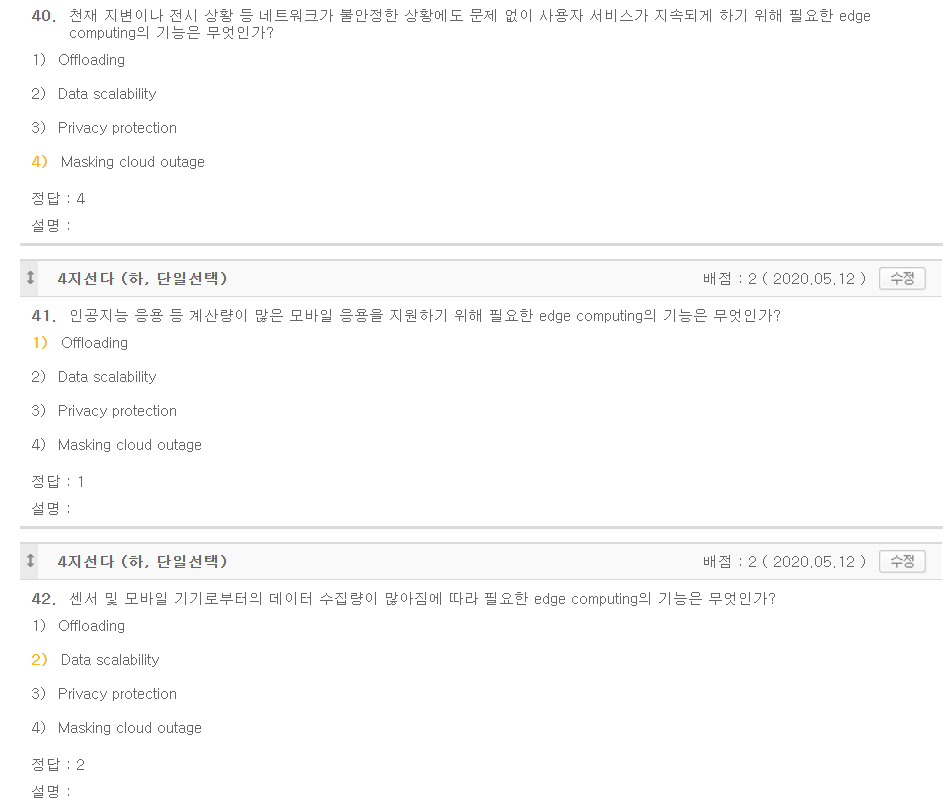 40. 천재 지변이나 전시 상황 등 네트워크가 불안정한 상황에도 문제 없이 사용자 서비스가 지속되게 하기 위해 필요한 edge
computing의 기능은 무엇인가?
1) Offloading
2) Data scalability
3) Privacy protection
4) Masking cloud outage
정답 : 4
설명 :
4지선다 (하, 단일선택) 배점 : 2 ( 2020.05.12 ) 수정
41. 인공지능 응용 등 계산량이 많은 모바일 응용을 지원하기 위해 필요한 edge computing의 기능은 무엇인가?
1) Offloading
2) Data scalability
3) Privacy protection
4) Masking cloud outage
정답 : 1
설명 :
4지선다 (하, 단일선택) 배점 : 2 ( 2020.05.12 ) 수정
42. 센서 및 모바일 기기로부터의 데이터 수집량이 많아짐에 따라 필요한 edge computing의 기능은 무엇인가?
1) Offloading
2) Data scalability
3) Privacy protection
4) Masking cloud outage
정답 : 2
설명 :